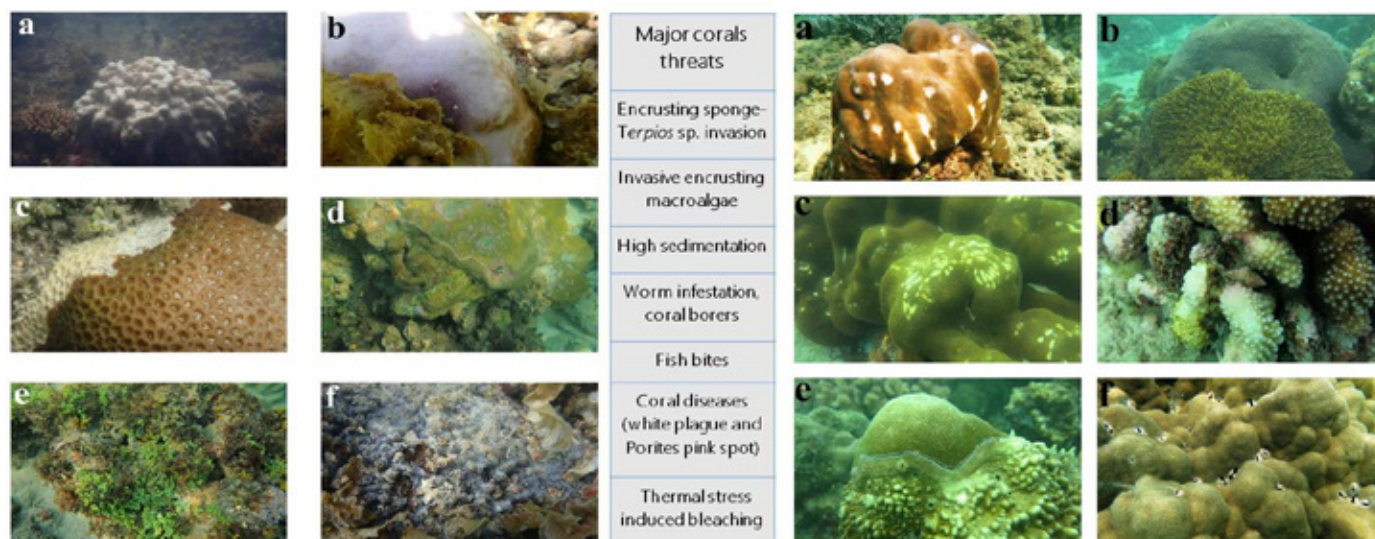 a
b
c
d
e
f
Major corals
threats
Encrusting sponge-
Terpios sp. invasion
Invasive encrusting
macroalgae
High sedimentation
Worm infestation,
coral borers
Fish bites
Coral diseases
(white plague and
Porites pink spot)
Thermal stress
induced bleaching
a
b
c
d
e
f